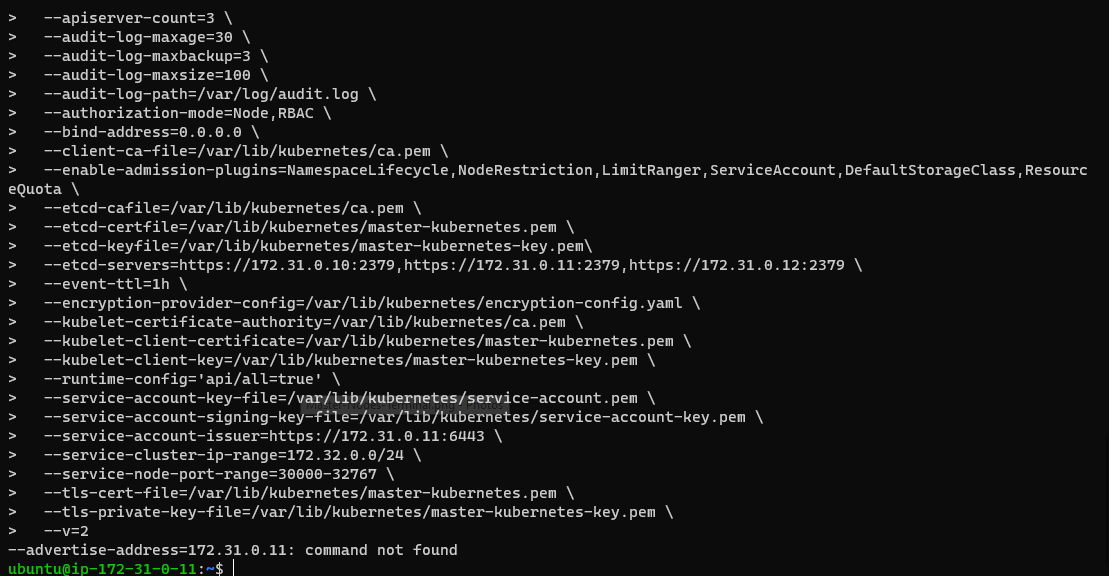 >   --apiserver-count=3 \
>   --audit-log-maxage=30 \
>   --audit-log-maxbackup=3 \
>   --audit-log-maxsize=100 \
>   --audit-log-path=/var/log/audit.log \
>   --authorization-mode=Node,RBAC \
>   --bind-address=0.0.0.0 \
>   --client-ca-file=/var/lib/kubernetes/ca.pem \
>   --enable-admission-plugins=NamespaceLifecycle,NodeRestriction,LimitRanger,ServiceAccount,DefaultStorageClass,Resourc
eQuota \
>   --etcd-cafile=/var/lib/kubernetes/ca.pem \
>   --etcd-certfile=/var/lib/kubernetes/master-kubernetes.pem \
>   --etcd-keyfile=/var/lib/kubernetes/master-kubernetes-key.pem\
>   --etcd-servers=https://172.31.0.10:2379,https://172.31.0.11:2379,https://172.31.0.12:2379 \
>   --event-ttl=1h \
>   --encryption-provider-config=/var/lib/kubernetes/encryption-config.yaml \
>   --kubelet-certificate-authority=/var/lib/kubernetes/ca.pem \
>   --kubelet-client-certificate=/var/lib/kubernetes/master-kubernetes.pem \
>   --kubelet-client-key=/var/lib/kubernetes/master-kubernetes-key.pem \
>   --runtime-config='api/all=true' \
>   --service-account-key-file=/var/lib/kubernetes/service-account.pem \
>   --service-account-signing-key-file=/var/lib/kubernetes/service-account-key.pem \
>   --service-account-issuer=https://172.31.0.11:6443 \
>   --service-cluster-ip-range=172.32.0.0/24 \
>   --service-node-port-range=30000-32767 \
>   --tls-cert-file=/var/lib/kubernetes/master-kubernetes.pem \
>   --tls-private-key-file=/var/lib/kubernetes/master-kubernetes-key.pem \
>   --v=2
--advertise-address=172.31.0.11: command not found
ubuntu@ip-172-31-0-11:~$